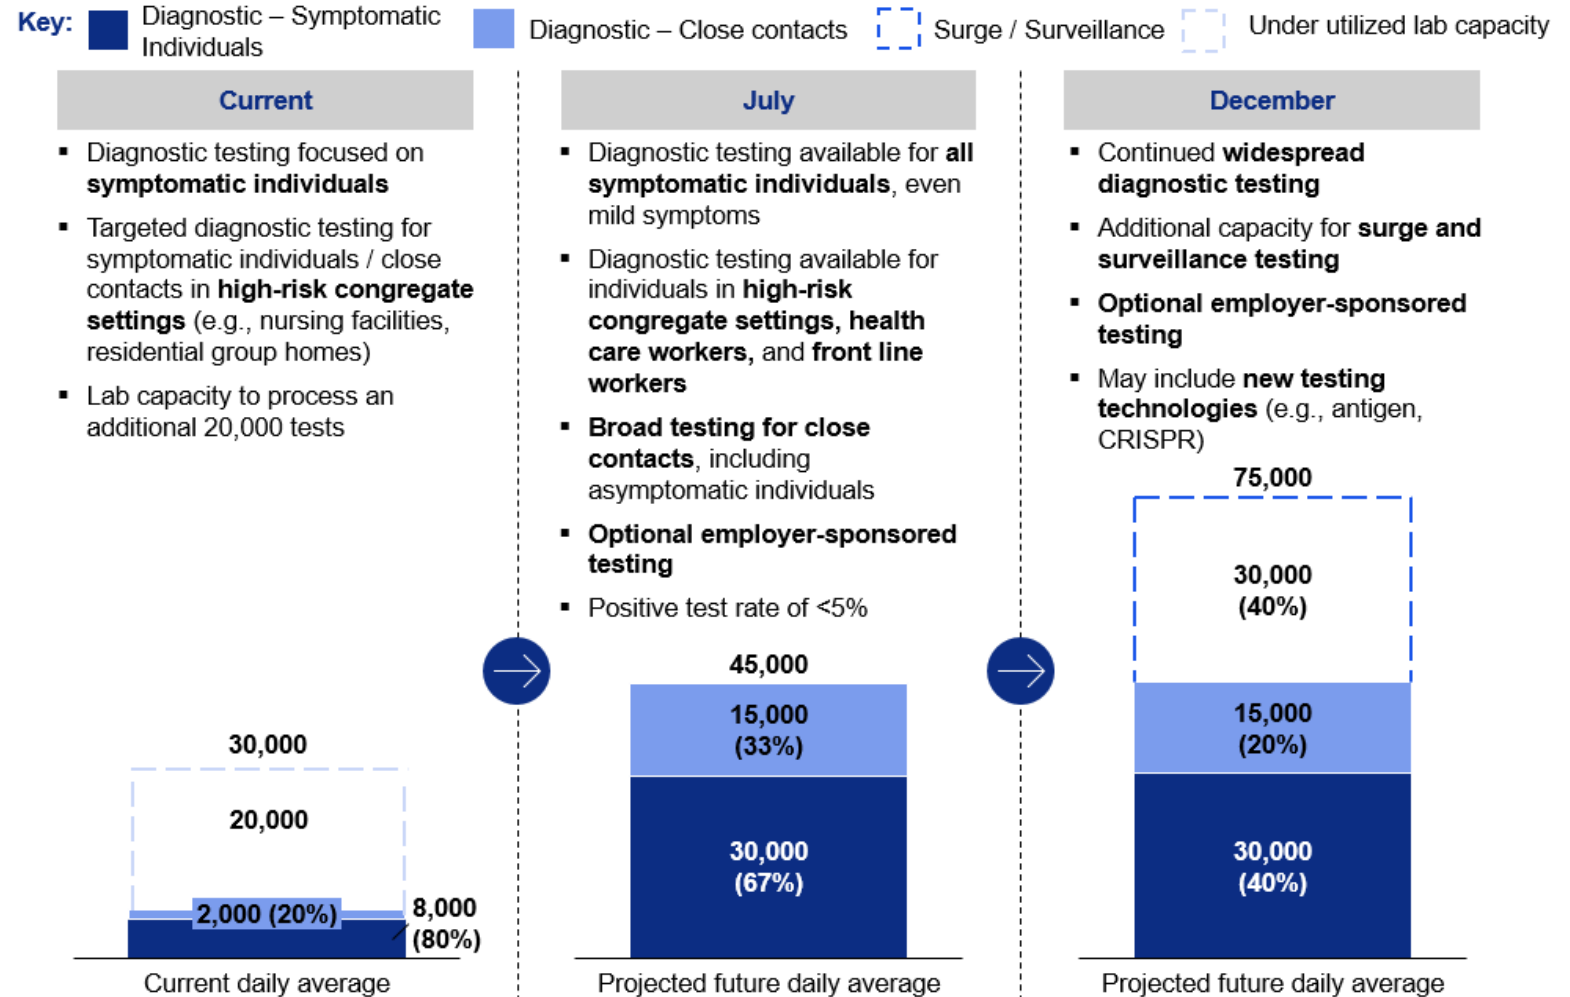 Key:
Diagnostic – Symptomatic
Individuals
Diagnostic – Close contacts
Surge / Surveillance
Under utilized lab capacity
Current
▪ Diagnostic testing focused on
symptomatic individuals
▪ Targeted diagnostic testing for
symptomatic individuals / close
contacts in high-risk congregate
settings (e.g., nursing facilities,
residential group homes)
▪ Lab capacity to process an
additional 20,000 tests
30,000
20,000
2,000 (20%)
8,000
(80%)
Current daily average
July
▪ Diagnostic testing available for all
symptomatic individuals, even
mild symptoms
▪ Diagnostic testing available for
individuals in high-risk
congregate settings, health
care workers, and front line
workers
▪ Broad testing for close
contacts, including
asymptomatic individuals
▪ Optional employer-sponsored
testing
▪ Positive test rate of <5%
45,000
15,000
(33%)
30,000
(67%)
Projected future daily average
December
▪ Continued widespread
diagnostic testing
▪ Additional capacity for surge and
surveillance testing
▪ Optional employer-sponsored
testing
▪ May include new testing
technologies (e.g., antigen,
CRISPR)
75,000
30,000
(40%)
15,000
(20%)
30,000
(40%)
Projected future daily average